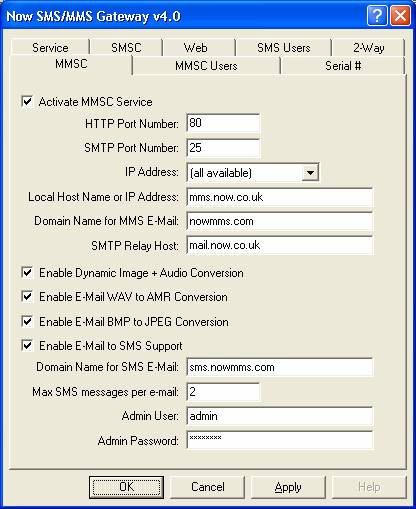 Now SMS/MMS Gateway v4.0
Service SMSC Web SMS Users 2-Way
MMSC MMSC Users Serial #
Activate MMSC Service
HTTP Port Number: 80
SMTP Port Number: 25
IP Address: (all available)
Local Host Name or IP Address: mms.now.co.uk
Domain Name for MMS E-Mail: nowmms.com
SMTP Relay Host: mail.now.co.uk
Enable Dynamic Image + Audio Conversion
Enable E-Mail WAV to AMR Conversion
Enable E-Mail BMP to JPEG Conversion
Enable E-Mail to SMS Support
Domain Name for SMS E-Mail: sms.nowmms.com
Max SMS messages per e-mail: 2
Admin User: admin
Admin Password: ********
OK Cancel Apply Help